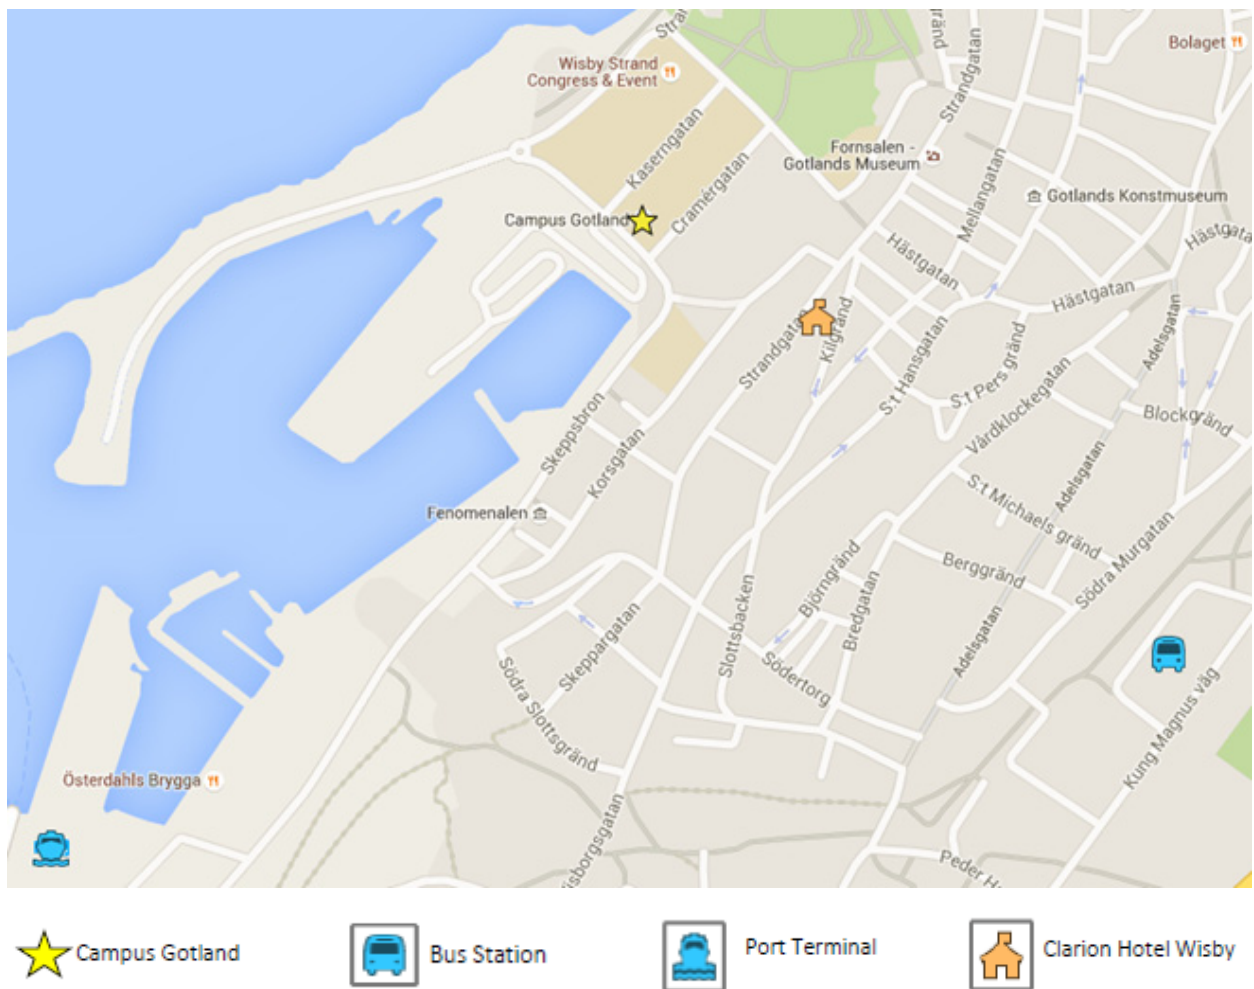 Stran
gränd
Strandgatan
Bolaget
Wisby Strand
Congress & Event
Kaserngatan
Fornsalen -
Gotlands Museum
Cramérgatan
Mellangatan
Gotlands Konstmuseum
Campus Gotland
Hästgatan
Hästgatan
Hästgata
Strandgatan
Kilgränd
S:t Hansgatan
S:t Pers gränd
Adelsgatan
Vårdklockegatan
Blockgränd
Skeppsbron
Korsgatan
Adelsgatan
Fenomenalen
S:t Michaels gränd
Berggränd
Södra Murgatan
Björngränd
Bredgatan
Slottsbacken
Skeppargatan
Södertorg
Adelsgatan
Södra Slottsgränd
Kung Magnus väg
Österdahls Brygga
isborgsgatan
Peder H
Campus Gotland
Bus Station
Port Terminal
Clarion Hotel Wisby